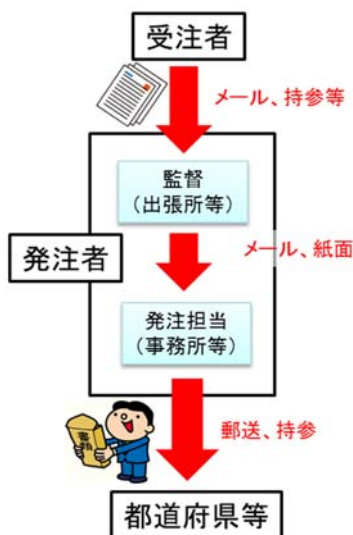 受注者
メール、持参等
監督
（出張所等）
発注者
メール、紙面
発注担当
（事務所等）
郵送、持参
書類
都道府県等